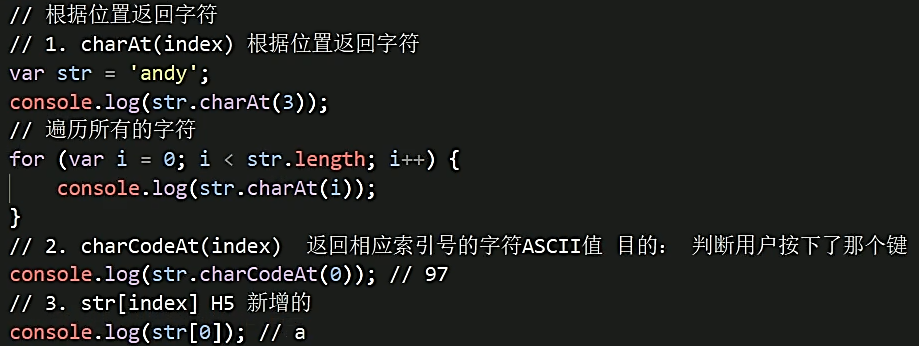 // 根据位置返回字符
// 1. charAt(index) 根据位置返回字符
var str = 'andy';
console.log(str.charAt(3));
// 遍历所有的字符
for (var i = 0; i < str.length; i++) {
    console.log(str.charAt(i));
}
// 2. charCodeAt(index)  返回相应索引号的字符ASCII值 目的： 判断用户按下了那个键
console.log(str.charCodeAt(0)); // 97
// 3. str[index] H5 新增的
console.log(str[0]); // a